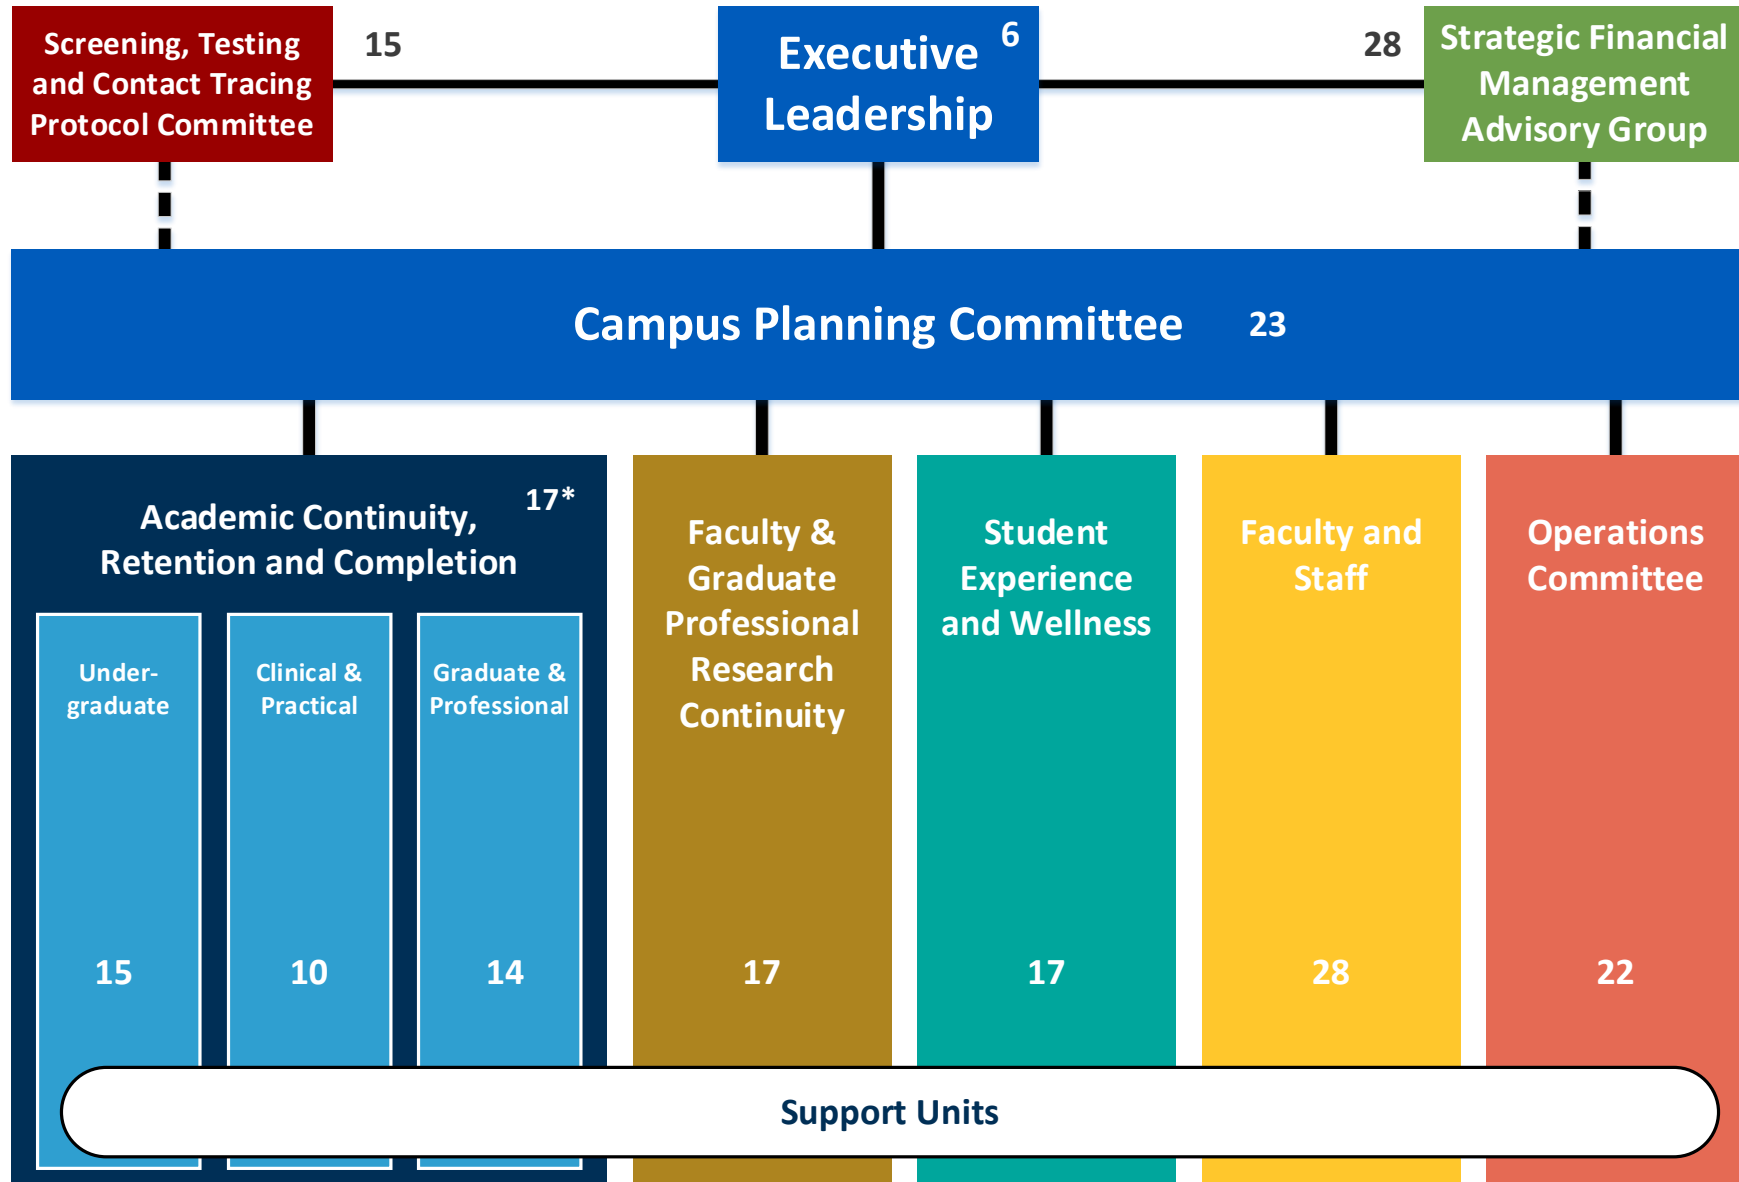 Screening, Testing
and Contact Tracing
Protocol Committee
15
Executive
Leadership
6
28
Strategic Financial
Management
Advisory Group
Campus Planning Committee
23
Academic Continuity,
Retention and Completion
17*
Under-
graduate
15
Clinical &
Practical
10
Graduate &
Professional
14
Faculty &
Graduate
Professional
Research
Continuity
17
Student
Experience
and Wellness
17
Faculty and
Staff
28
Operations
Committee
22
Support Units